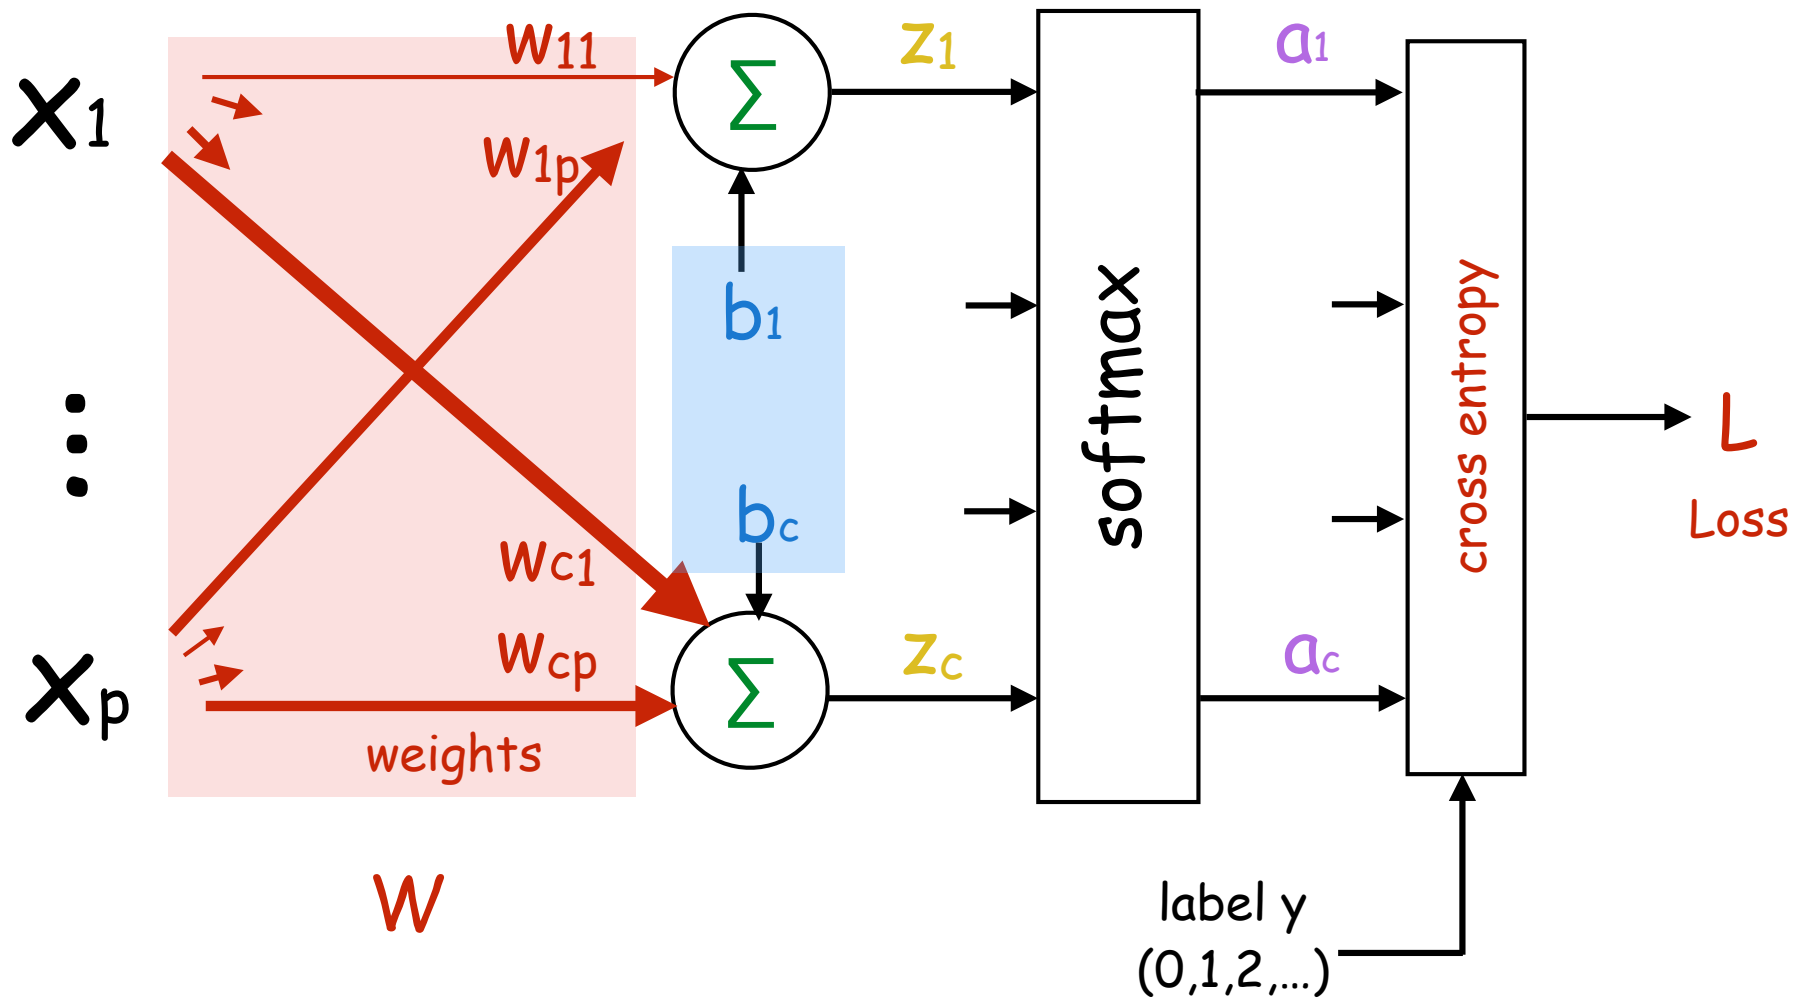 x1
xp
w11
w1p
wc1
wcp
weights
W
Σ
Σ
b1
bc
z1
zc
softmax
a1
ac
cross entropy
L
Loss
label y
(0,1,2,...)